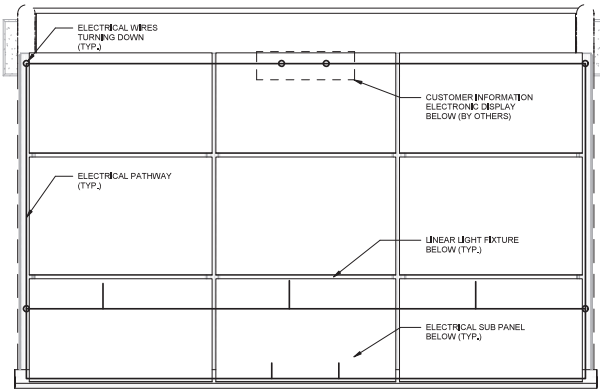 ELECTRICAL WIRES
TURNING DOWN
(TYP.)
CUSTOMER INFORMATION
ELECTRONIC DISPLAY
BELOW (BY OTHERS)
ELECTRICAL PATHWAY
(TYP.)
LINEAR LIGHT FIXTURE
BELOW (TYP.)
ELECTRICAL SUB PANEL
BELOW (TYP.)